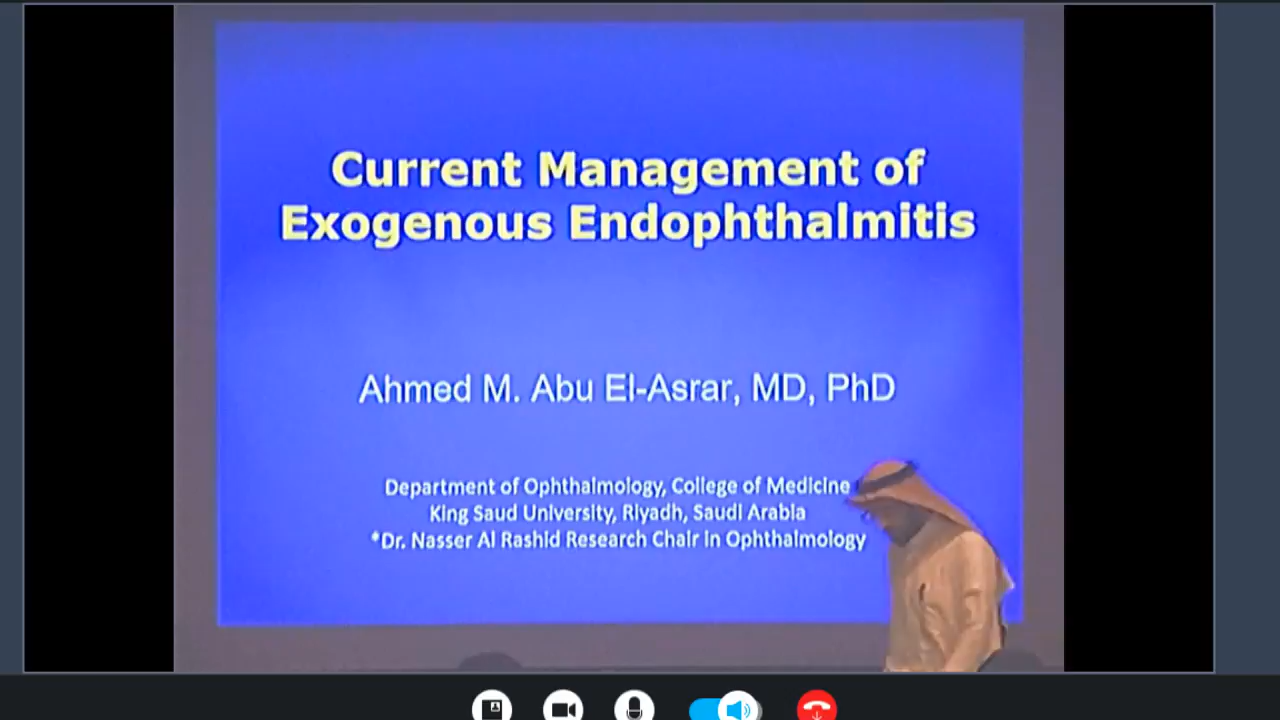 Current Management of
Exogenous Endophthalmitis
Ahmed M. Abu El-Asrar, MD, PhD
Department of Ophthalmology, College of Medicine
King Saud University, Riyadh, Saudi Arabia
*Dr. Nasser Al Rashid Research Chair in Ophthalmology